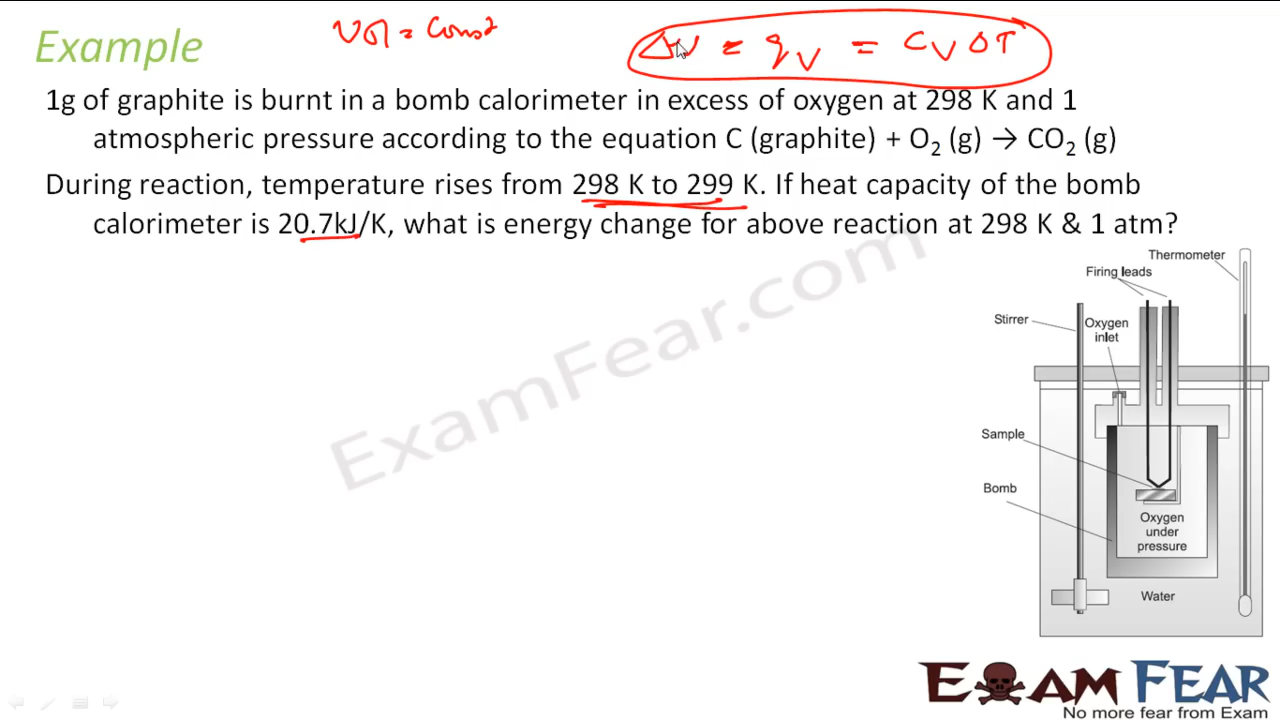 Example
Vol = Const
ΔU = qV = CV ΔT
1g of graphite is burnt in a bomb calorimeter in excess of oxygen at 298 K and 1
atmospheric pressure according to the equation C (graphite) + O2 (g) → CO2 (g)
During reaction, temperature rises from 298 K to 299 K. If heat capacity of the bomb
calorimeter is 20.7kJ/K, what is energy change for above reaction at 298 K & 1 atm?
Thermometer
Firing leads
Stirrer
Oxygen
inlet
Sample
Bomb
Oxygen
under
pressure
Water
ExamFear.com
EXAM FEAR
No more fear from Exam